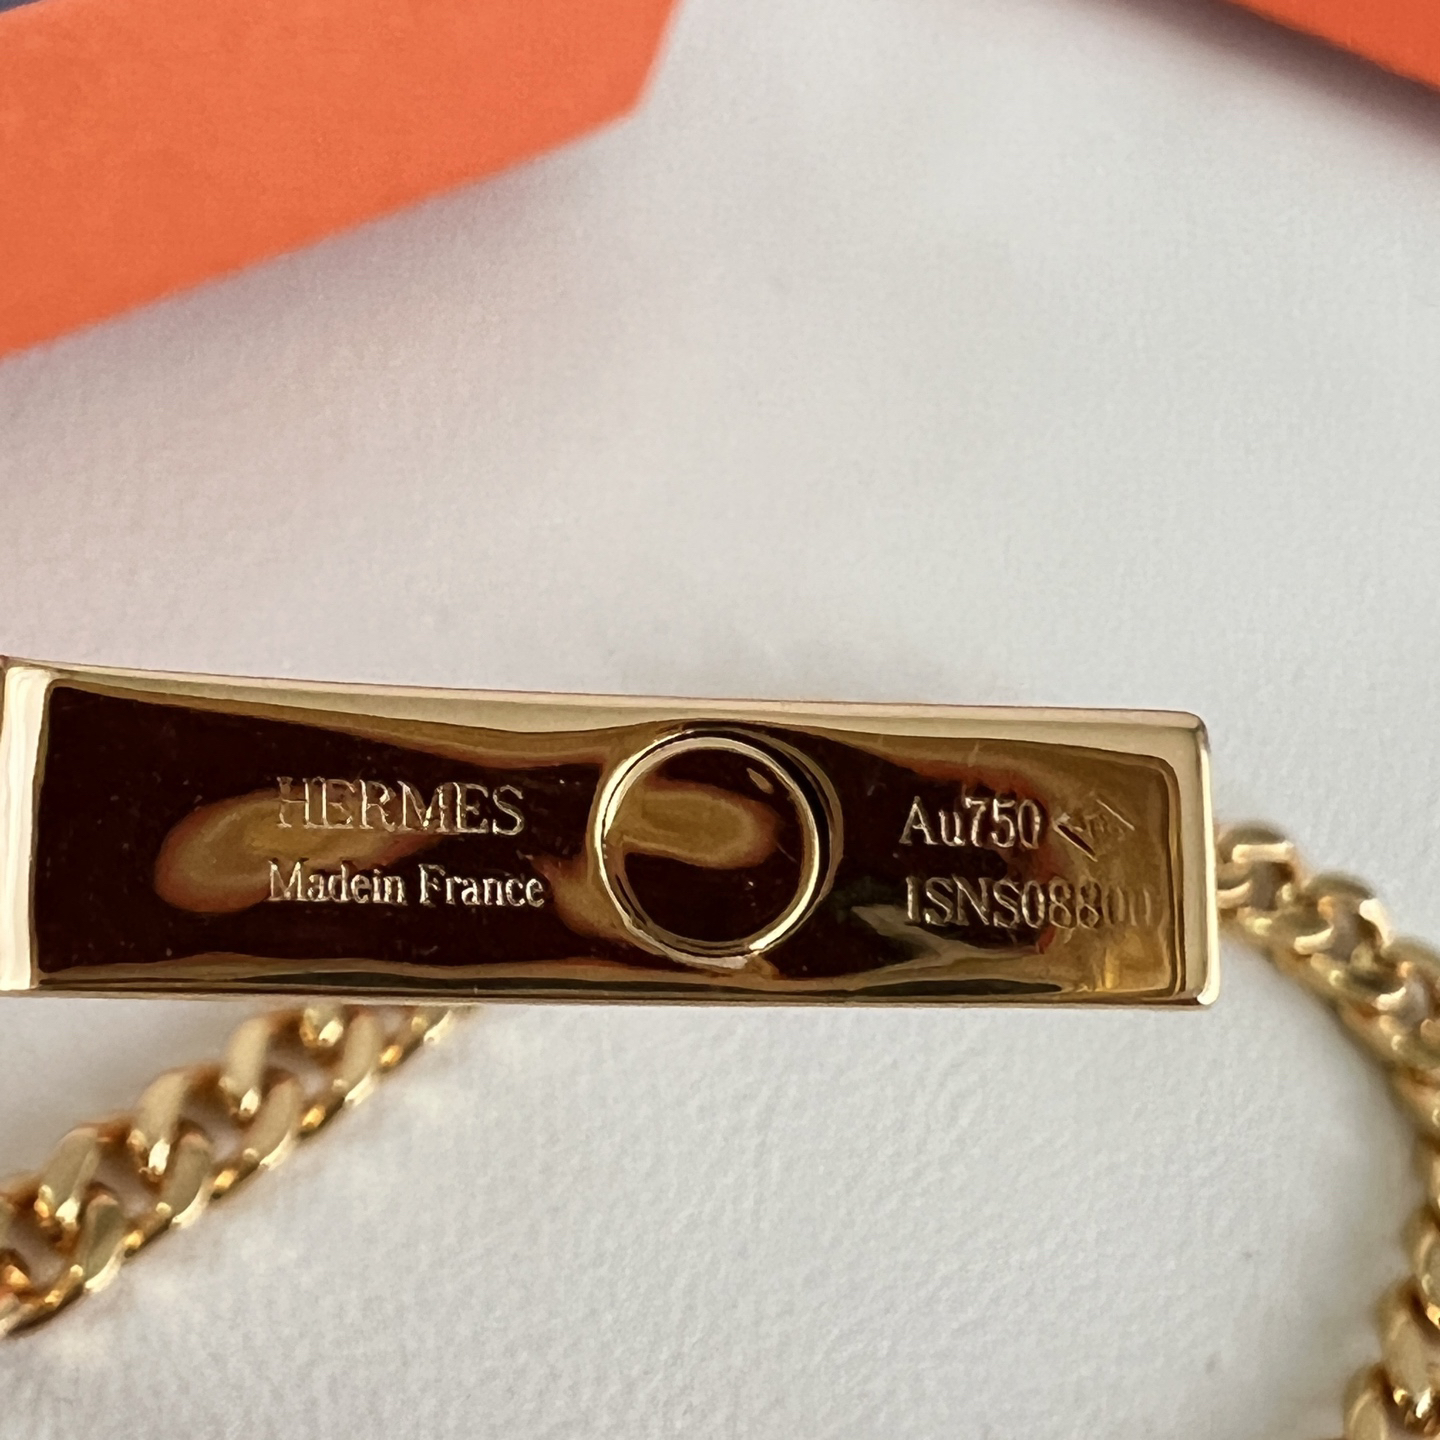 HERMES
Madein France
Au750
ISNS08800